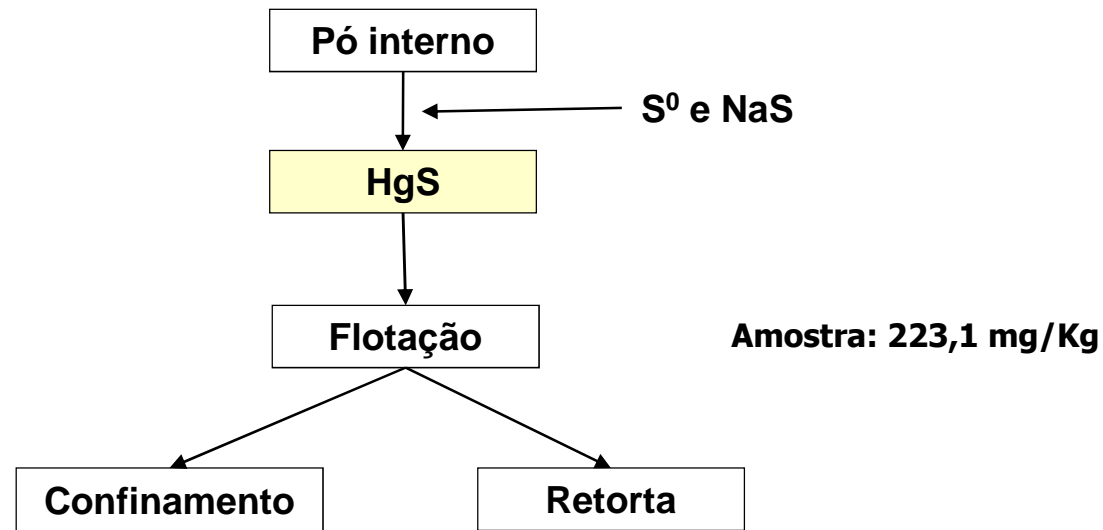 Pó interno
S⁰ e NaS
HgS
Flotação
Amostra: 223,1 mg/Kg
Confinamento
Retorta